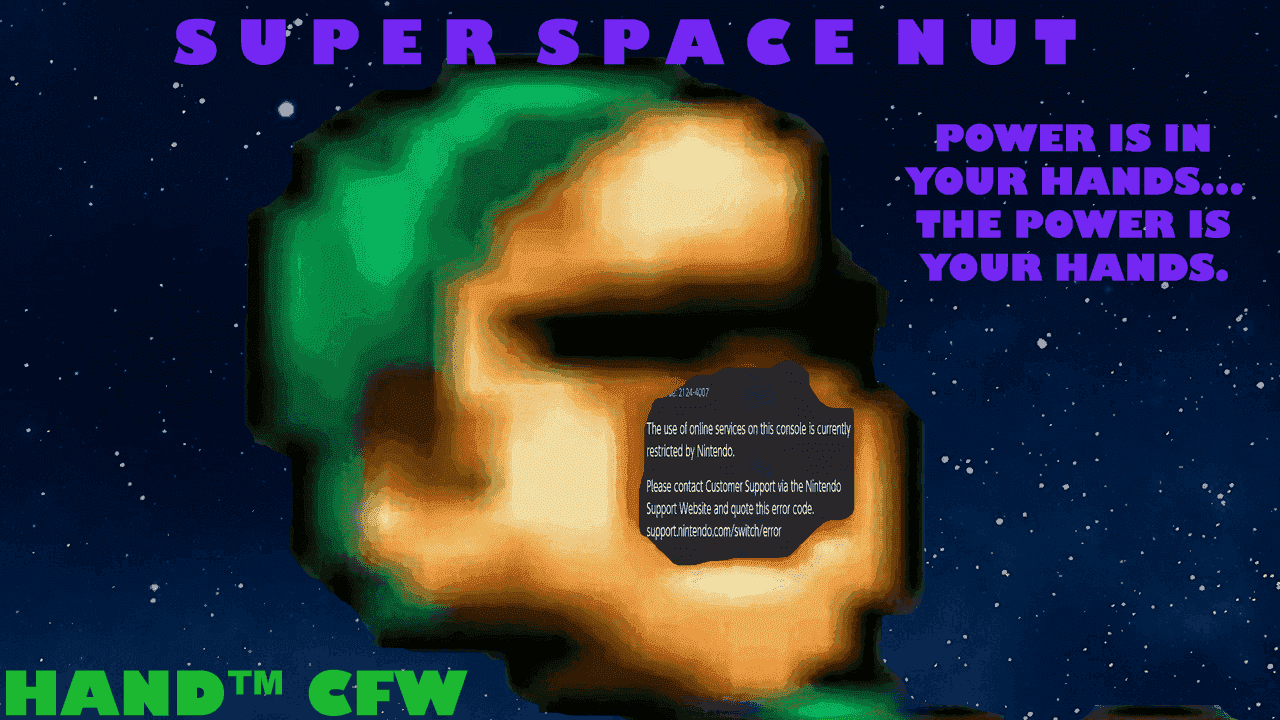 SUPER SPACE NUT
POWER IS IN
YOUR HANDS...
THE POWER IS
YOUR HANDS.
2124-4007
The use of online services on this console is currently
restricted by Nintendo.
Please contact Customer Support via the Nintendo
Support Website and quote this error code.
support.nintendo.com/switch/error
HAND™ CFW